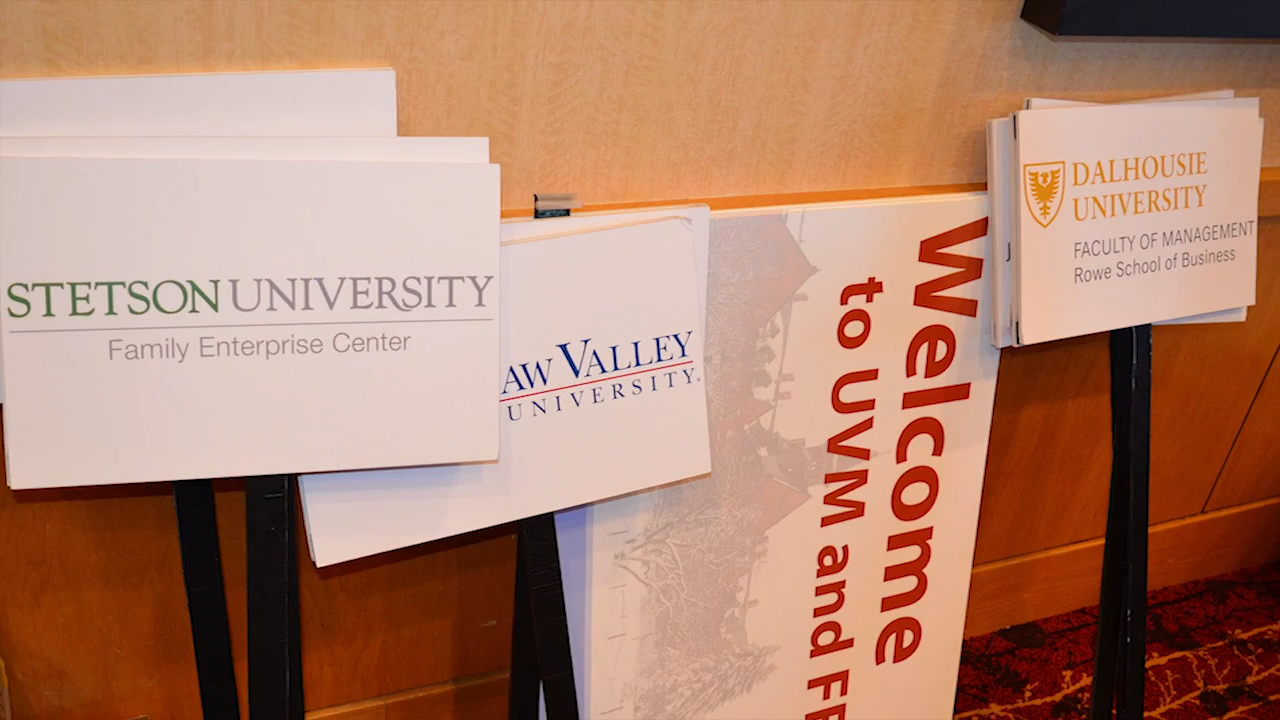 STETSON UNIVERSITY
Family Enterprise Center
AW VALLEY
UNIVERSITY.
Welcome
to UVM and
DALHOUSIE
UNIVERSITY
FACULTY OF MANAGEMENT
Rowe School of Business